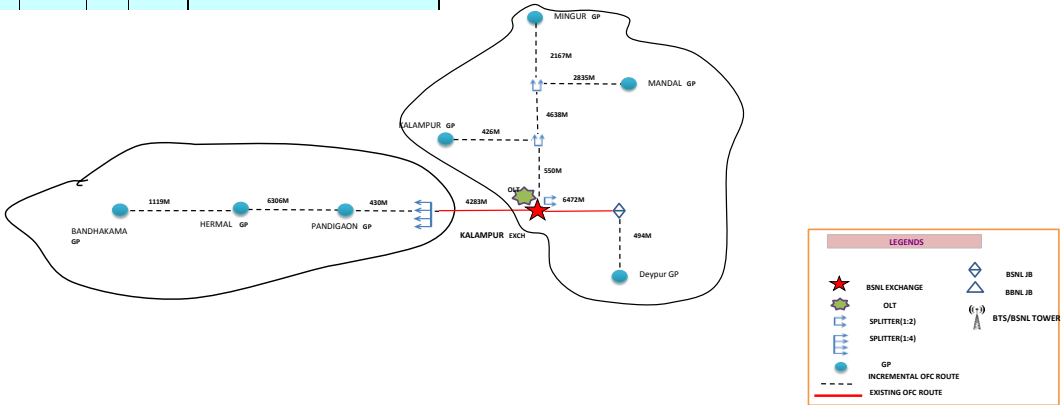 MINGUR GP
2167M
2835M
MANDAL GP
4638M
KALAMPUR GP
426M
550M
OLT
6472M
1119M
6306M
430M
4283M
BANDHAKAMA
GP
HERMAL GP
PANDIGAON GP
KALAMPUR EXCH
494M
Deypur GP
LEGENDS
BSNL EXCHANGE
BSNL JB
OLT
BBNL JB
SPLITTER(1:2)
BTS/BSNL TOWER
SPLITTER(1:4)
GP
INCREMENTAL OFC ROUTE
EXISTING OFC ROUTE